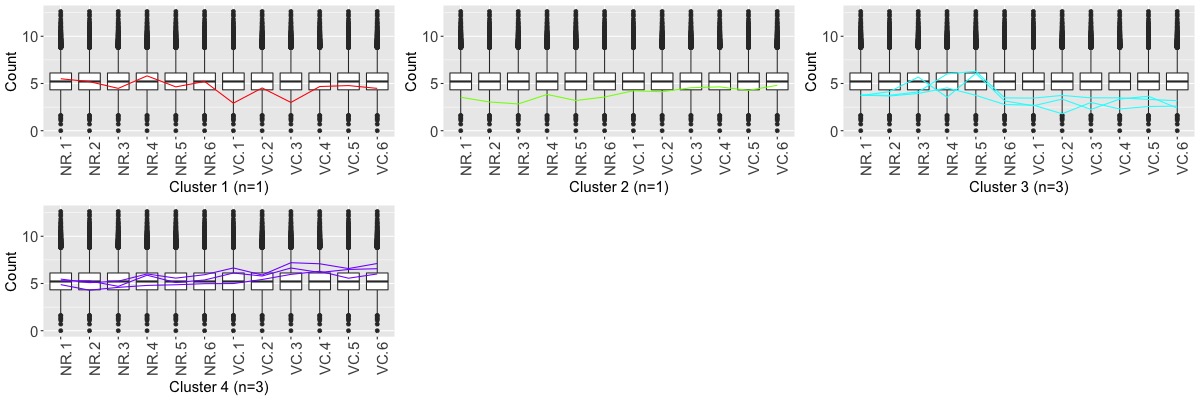 Count
10
5
0
NR.1 NR.2 NR.3 NR.4 NR.5 NR.6 VC.1 VC.2 VC.3 VC.4 VC.5 VC.6
Cluster 1 (n=1)
Count
10
5
0
NR.1 NR.2 NR.3 NR.4 NR.5 NR.6 VC.1 VC.2 VC.3 VC.4 VC.5 VC.6
Cluster 2 (n=1)
Count
10
5
0
NR.1 NR.2 NR.3 NR.4 NR.5 NR.6 VC.1 VC.2 VC.3 VC.4 VC.5 VC.6
Cluster 3 (n=3)
Count
10
5
0
NR.1 NR.2 NR.3 NR.4 NR.5 NR.6 VC.1 VC.2 VC.3 VC.4 VC.5 VC.6
Cluster 4 (n=3)